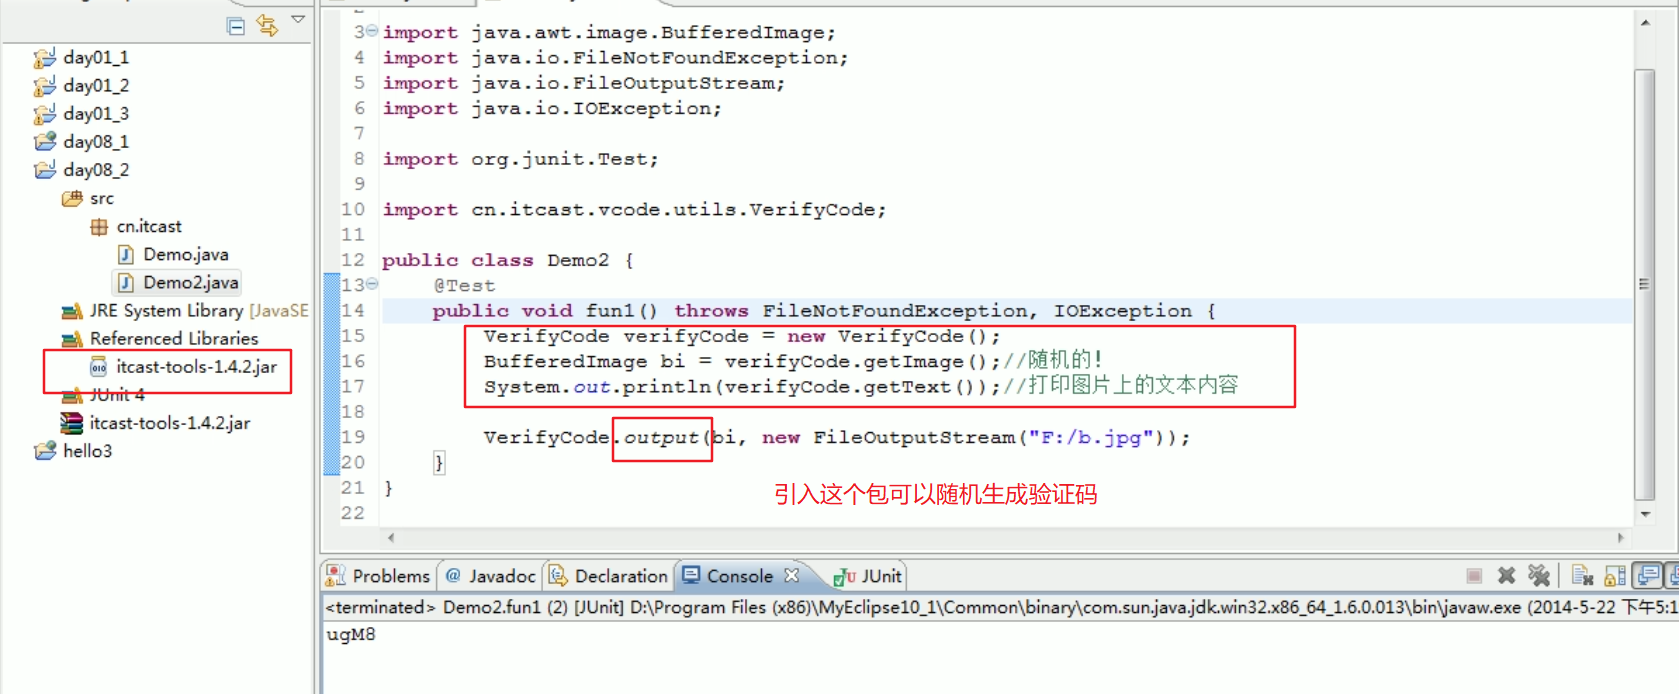 day01_1
day01_2
day01_3
day08_1
day08_2
src
cn.itcast
Demo.java
Demo2.java
JRE System Library [JavaSE
Referenced Libraries
itcast-tools-1.4.2.jar
JUnit 4
itcast-tools-1.4.2.jar
hello3
3 import java.awt.image.BufferedImage;
4 import java.io.FileNotFoundException;
5 import java.io.FileOutputStream;
6 import java.io.IOException;
7
8 import org.junit.Test;
9
10 import cn.itcast.vcode.utils.VerifyCode;
11
12 public class Demo2 {
13 @Test
14 public void fun1() throws FileNotFoundException, IOException {
15 VerifyCode verifyCode = new VerifyCode();
16 BufferedImage bi = verifyCode.getImage();//随机的!
17 System.out.println(verifyCode.getText());//打印图片上的文本内容
18
19 VerifyCode.output(bi, new FileOutputStream("F:/b.jpg"));
20 }
21 }
22
引入这个包可以随机生成验证码
Problems @ Javadoc Declaration Console JUnit
<terminated> Demo2.fun1 (2) [JUnit] D:\Program Files (x86)\MyEclipse10_1\Common\binary\com.sun.java.jdk.win32.x86_64_1.6.0.013\bin\javaw.exe (2014-5-22 下午5:1
ugM8